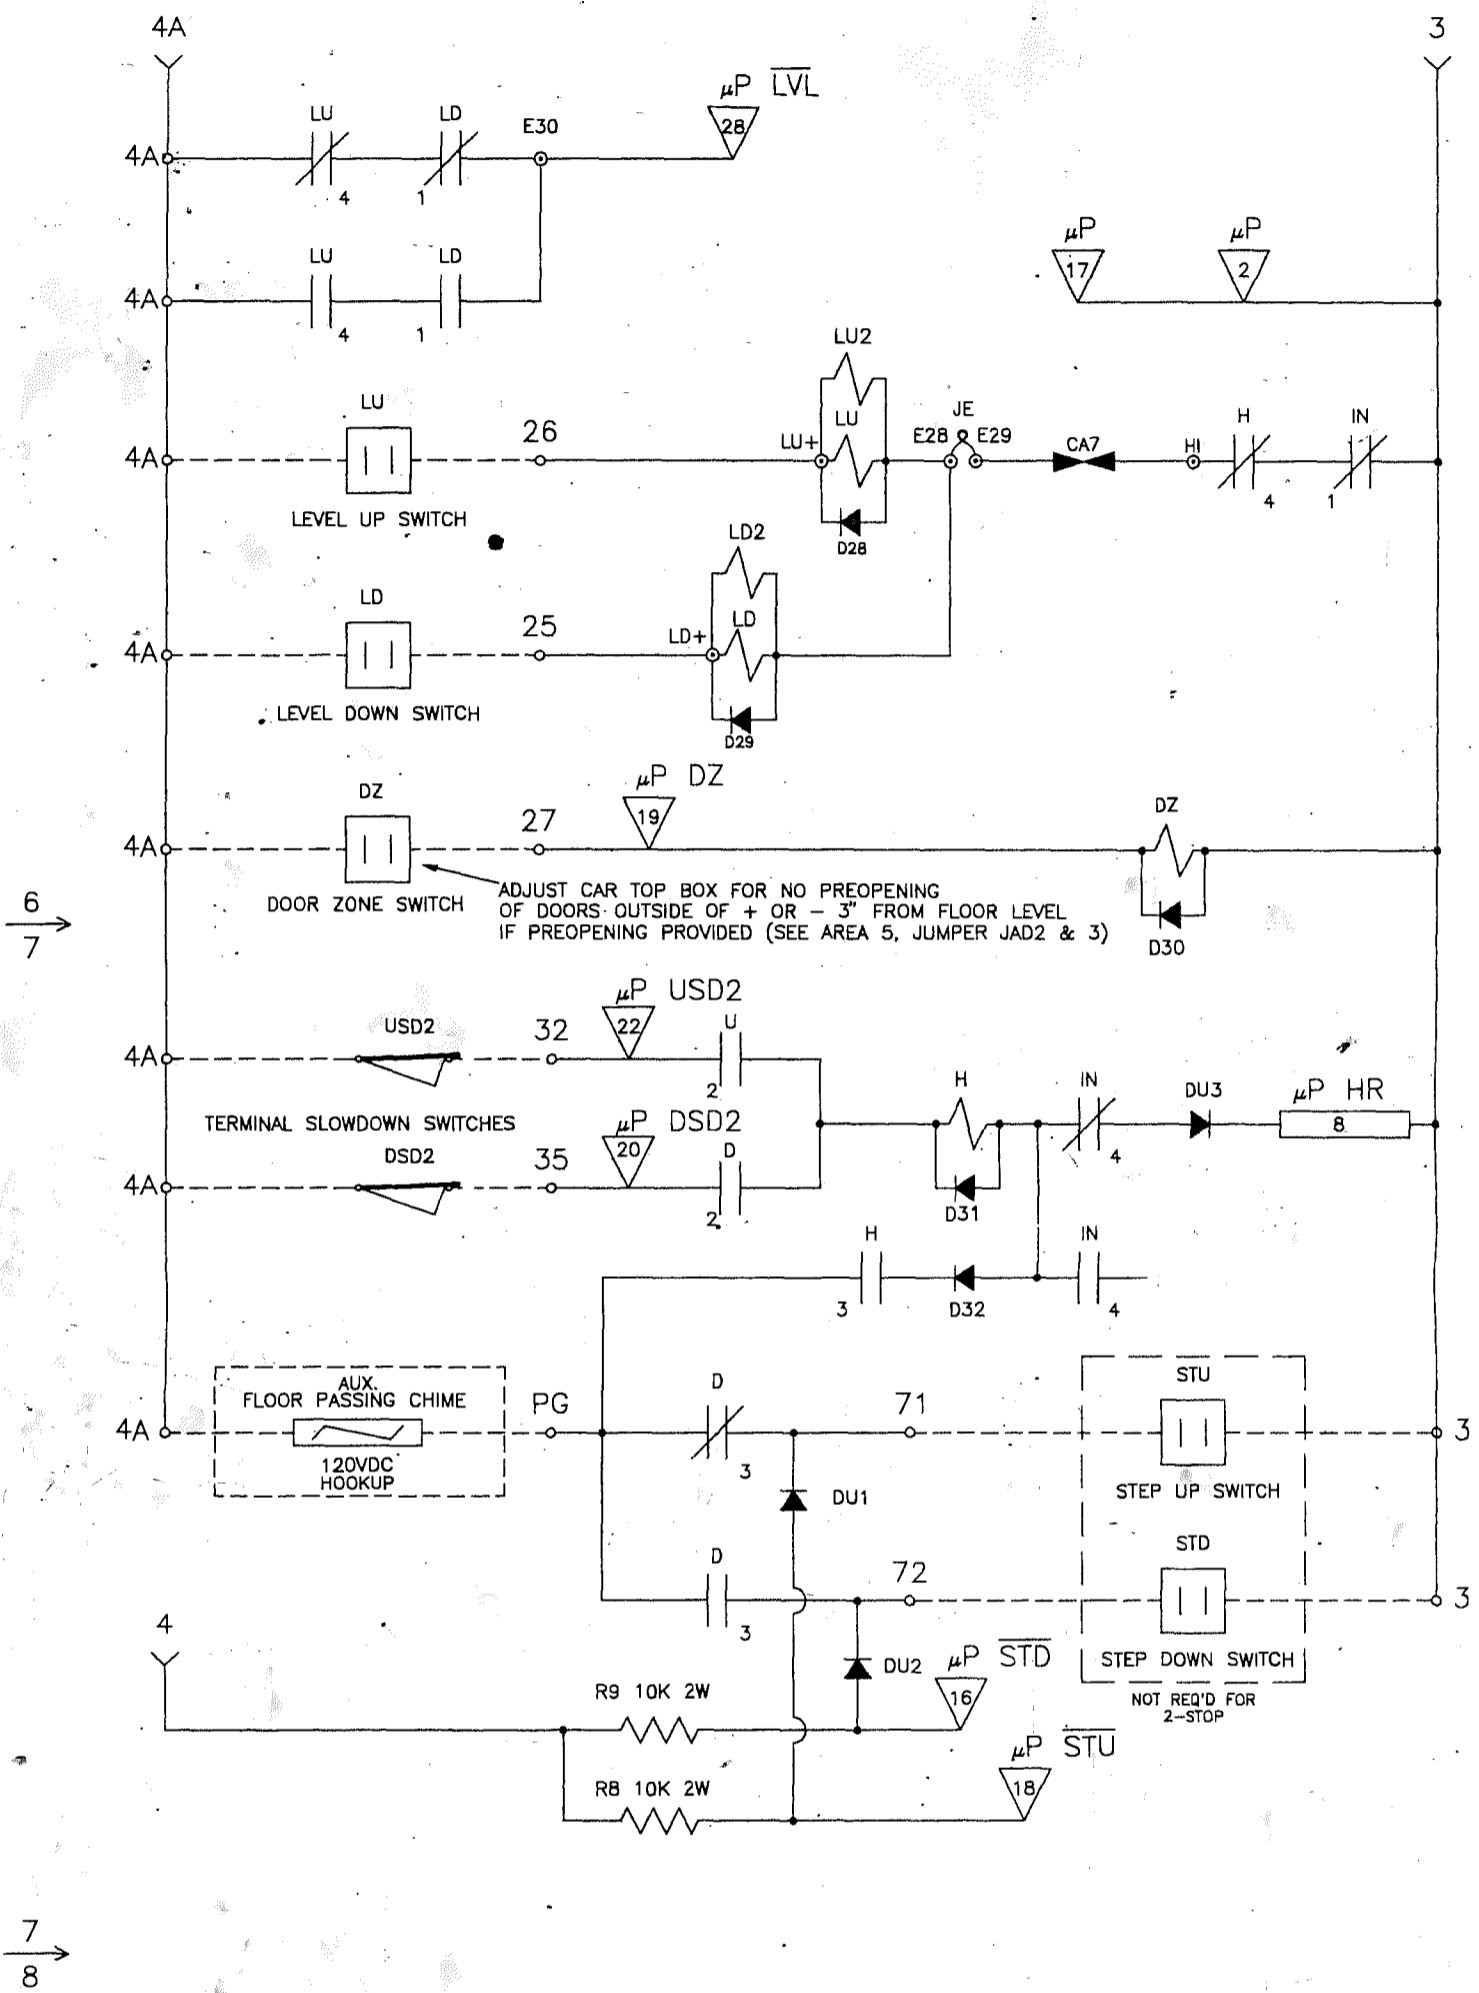 4A 3
μP LVL
LU LD E30 28
4A
4 1
μP μP
LU LD 17 2
4A
4 1
LU2
LU LU JE H IN
26 LU+ E28 E29 CA7 HI
4A
4 1
LEVEL UP SWITCH
D28
LD2
LD LD
25 LD+
4A
LEVEL DOWN SWITCH
D29
μP DZ
DZ 19 DZ
27
4A
ADJUST CAR TOP BOX FOR NO PREOPENING
DOOR ZONE SWITCH OF DOORS OUTSIDE OF + OR - 3" FROM FLOOR LEVEL
IF PREOPENING PROVIDED (SEE AREA 5, JUMPER JAD2 & 3)
D30
6
7
μP USD2
USD2 32 22 U
4A
2
H IN DU3 μP HR
8
4
TERMINAL SLOWDOWN SWITCHES μP DSD2
DSD2 35 20 D
4A
2
D31
H IN
3 D32 4
AUX.
FLOOR PASSING CHIME
4A PG D 71 STU 3
120VDC
HOOKUP
3
DU1 STEP UP SWITCH
D 72 STD 3
3
4
DU2 μP STD STEP DOWN SWITCH
R9 10K 2W 16 NOT REQ'D FOR
2-STOP
μP STU
R8 10K 2W 18
7
8